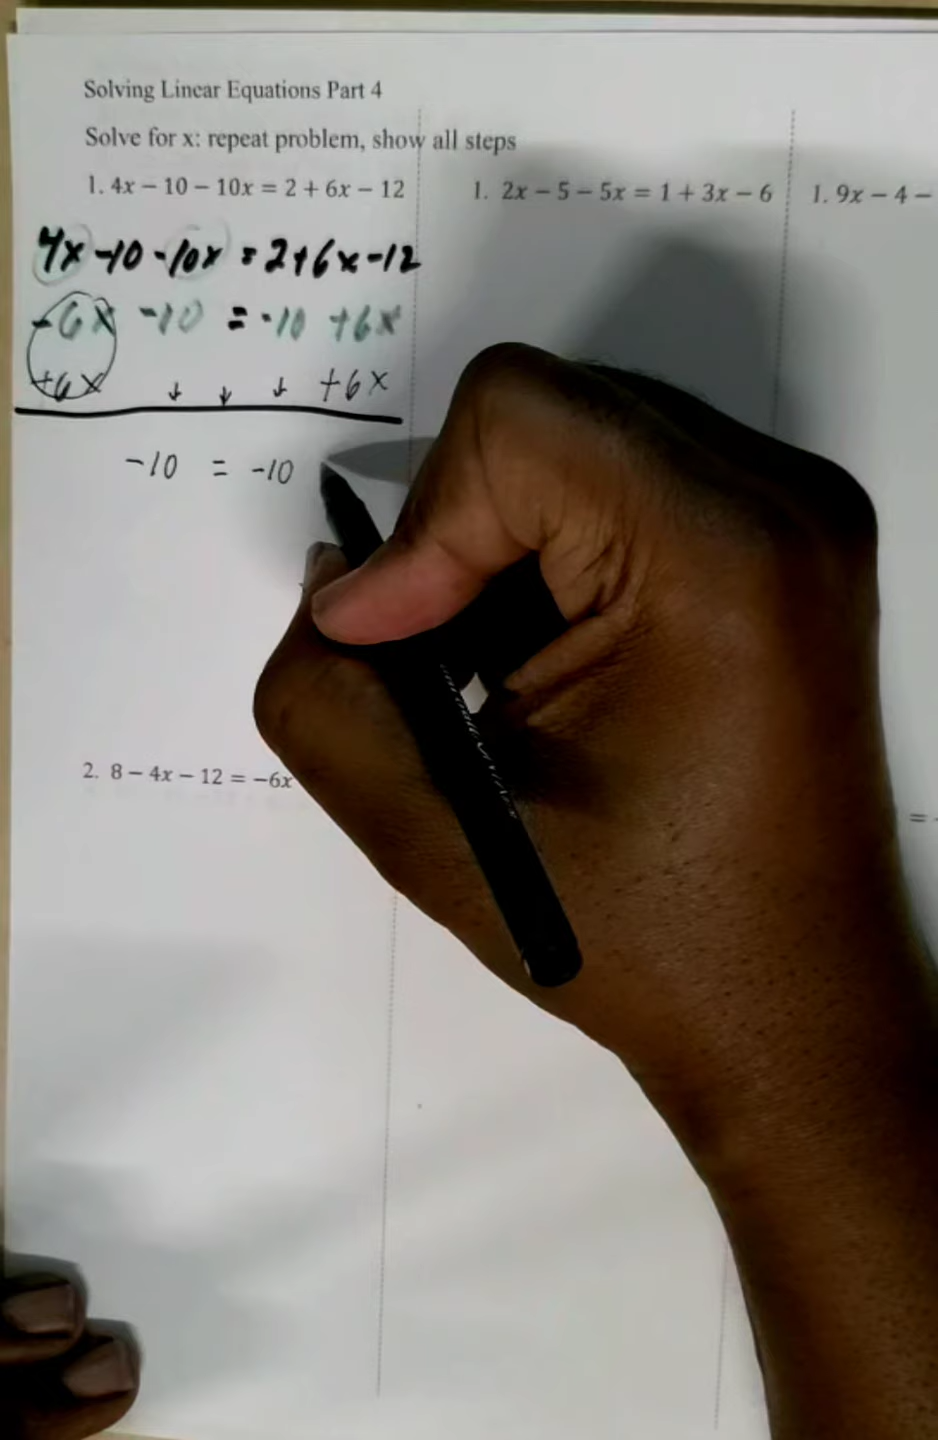 Solving Linear Equations Part 4
Solve for x: repeat problem, show all steps
1. 4x − 10 − 10x = 2 + 6x − 12
1. 2x − 5 − 5x = 1 + 3x − 6
1. 9x − 4 −
4x -10 -10x = 2+6x-12
-6x -10 = -10 +6x
+6x ↓ ↓ ↓ +6x
-10 = -10
2. 8 − 4x − 12 = −6x
=